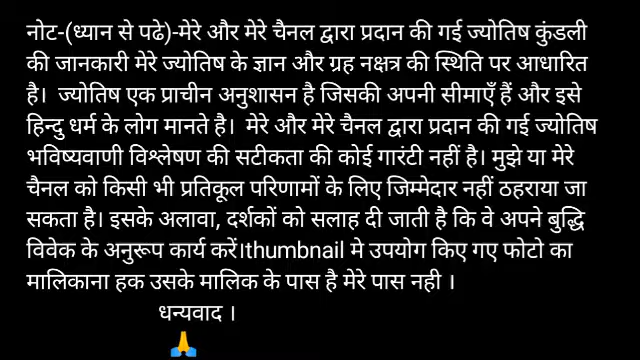 नोट-(ध्यान से पढे)-मेरे और मेरे चैनल द्वारा प्रदान की गई ज्योतिष कुंडली
की जानकारी मेरे ज्योतिष के ज्ञान और ग्रह नक्षत्र की स्थिति पर आधारित
है।  ज्योतिष एक प्राचीन अनुशासन है जिसकी अपनी सीमाएँ हैं और इसे
हिन्दु धर्म के लोग मानते है।  मेरे और मेरे चैनल द्वारा प्रदान की गई ज्योतिष
भविष्यवाणी विश्लेषण की सटीकता की कोई गारंटी नहीं है। मुझे या मेरे
चैनल को किसी भी प्रतिकूल परिणामों के लिए जिम्मेदार नहीं ठहराया जा
सकता है। इसके अलावा, दर्शकों को सलाह दी जाती है कि वे अपने बुद्धि
विवेक के अनुरूप कार्य करें।thumbnail मे उपयोग किए गए फोटो का
मालिकाना हक उसके मालिक के पास है मेरे पास नही ।
धन्यवाद ।
🙏